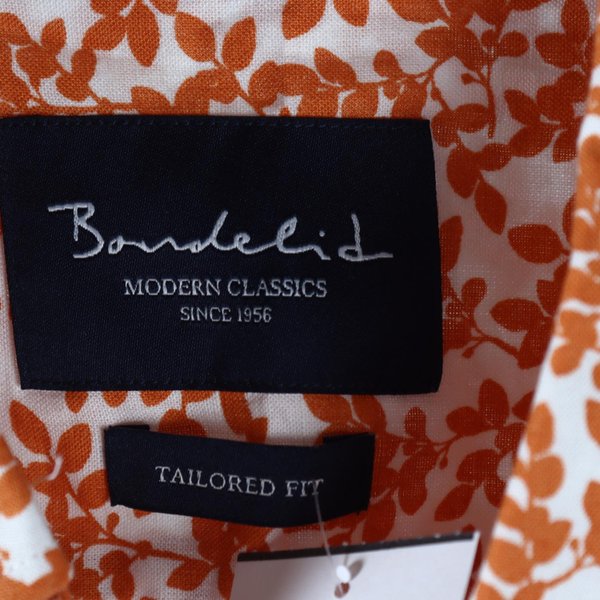 Bondelid
MODERN CLASSICS
SINCE 1956
TAILORED FIT